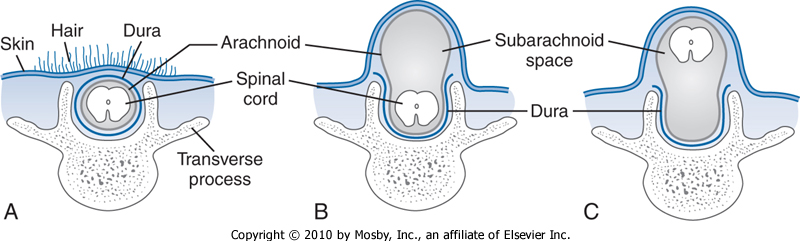 Skin
Hair
Dura
Arachnoid
Spinal
cord
Transverse
process
A
B
Subarachnoid
space
Dura
C
Copyright © 2010 by Mosby, Inc., an affiliate of Elsevier Inc.